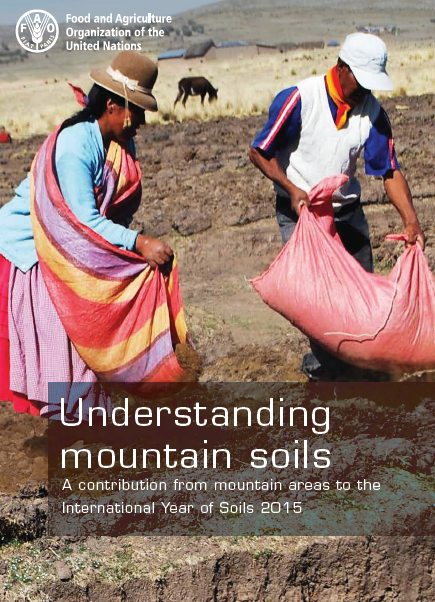 Food and Agriculture
Organization of the
United Nations
Understanding
mountain soils
A contribution from mountain areas to the
International Year of Soils 2015